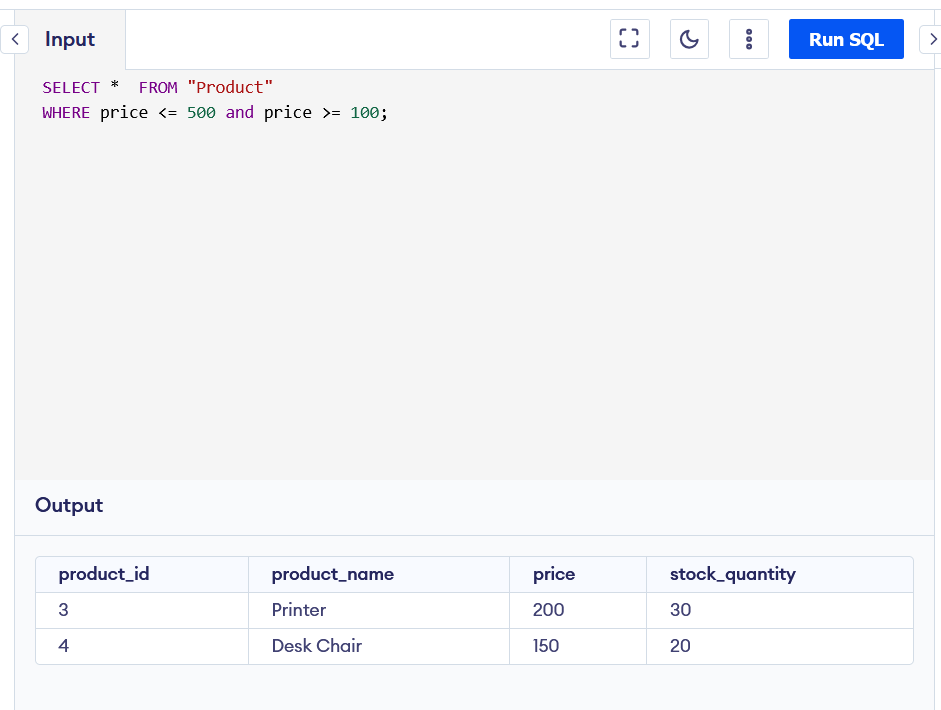 Input
Run SQL
SELECT *  FROM "Product"
WHERE price <= 500 and price >= 100;
Output
product_id product_name price stock_quantity
3 Printer 200 30
4 Desk Chair 150 20